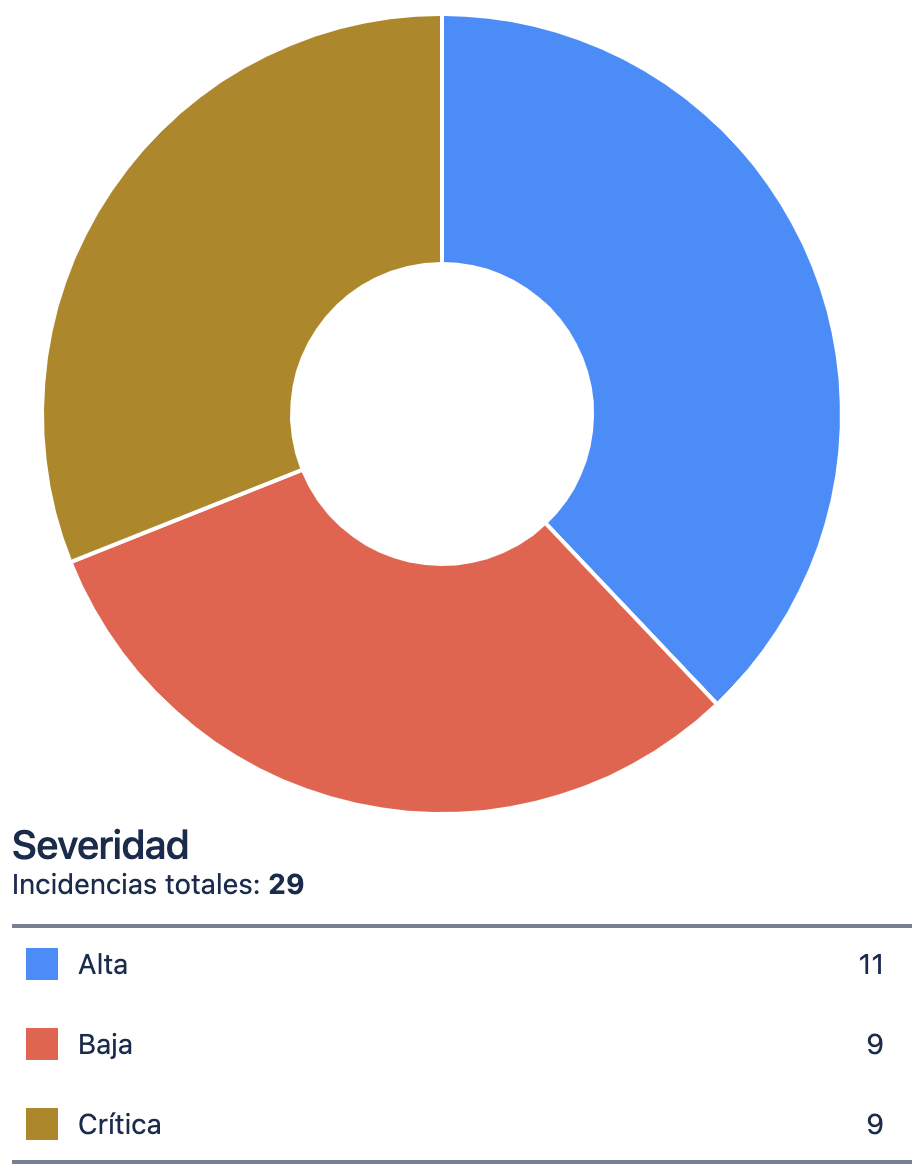 Severidad
Incidencias totales: 29
Alta 11
Baja 9
Crítica 9